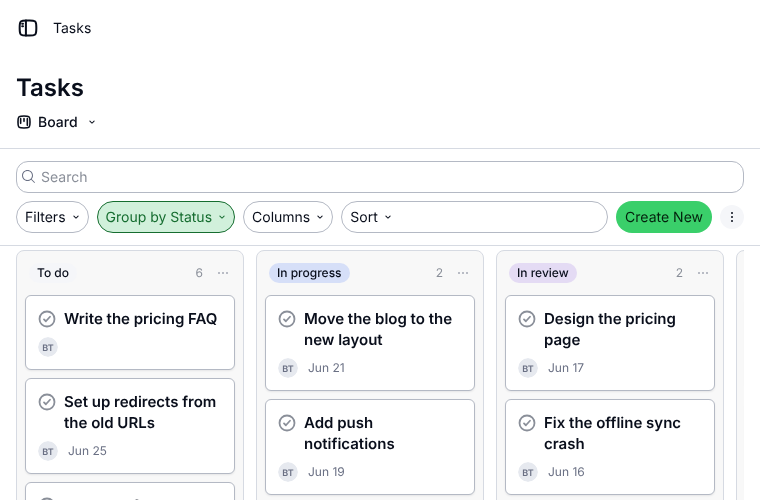 Tasks
Tasks
Board
Search
Filters
Group by Status
Columns
Sort
Create New
To do
6
Write the pricing FAQ
BT
Set up redirects from
the old URLs
BT
Jun 25
In progress
2
Move the blog to the
new layout
BT
Jun 21
Add push
notifications
BT
Jun 19
In review
2
Design the pricing
page
BT
Jun 17
Fix the offline sync
crash
BT
Jun 16